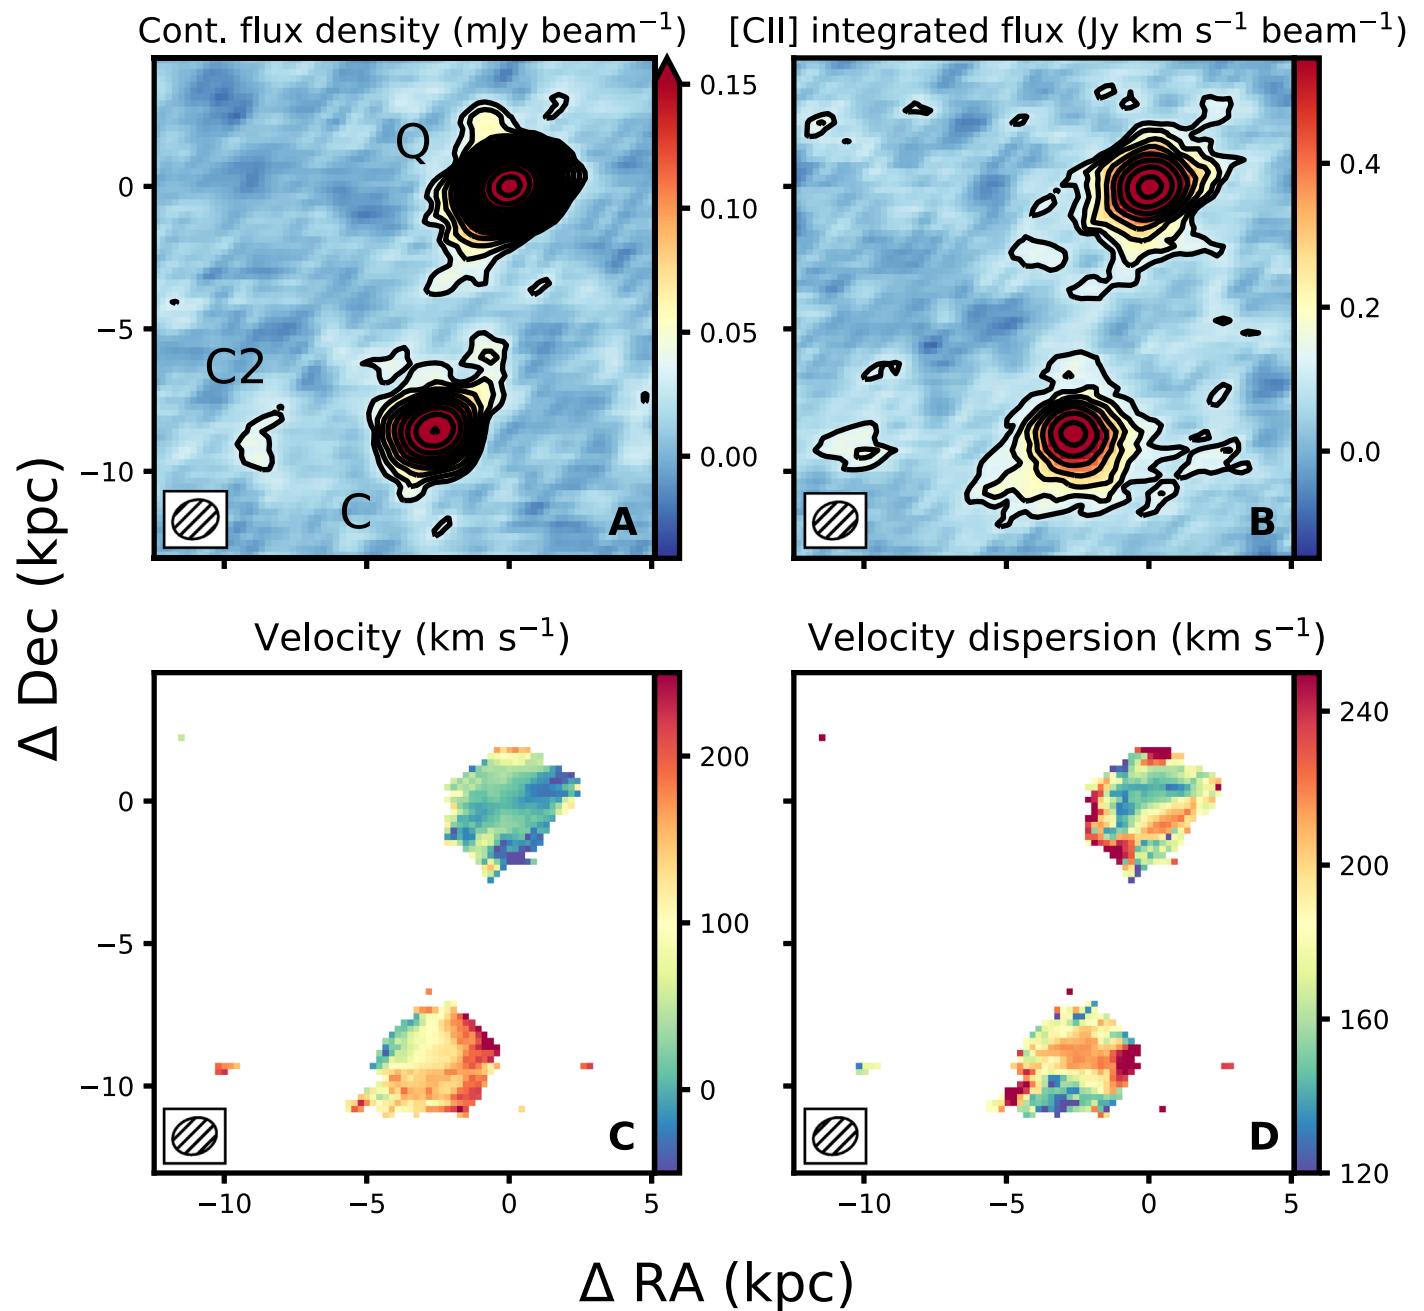 Cont. flux density (mJy beam⁻¹)
[CII] integrated flux (Jy km s⁻¹ beam⁻¹)
Q
C2
C
A
B
0
−5
−10
0.15
0.10
0.05
0.00
0.4
0.2
0.0
Δ Dec (kpc)
Velocity (km s⁻¹)
Velocity dispersion (km s⁻¹)
0
−5
−10
200
100
0
C
D
240
200
160
120
−10
−5
0
5
−10
−5
0
5
Δ RA (kpc)